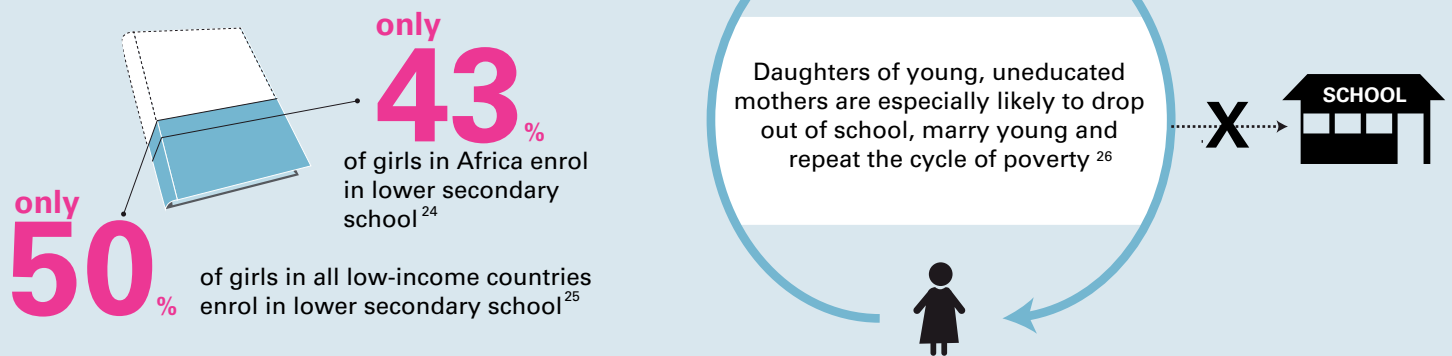 only
43%
of girls in Africa enrol
in lower secondary
school 24
only
50%
of girls in all low-income countries
enrol in lower secondary school 25
Daughters of young, uneducated
mothers are especially likely to drop
out of school, marry young and
repeat the cycle of poverty 26
X
SCHOOL